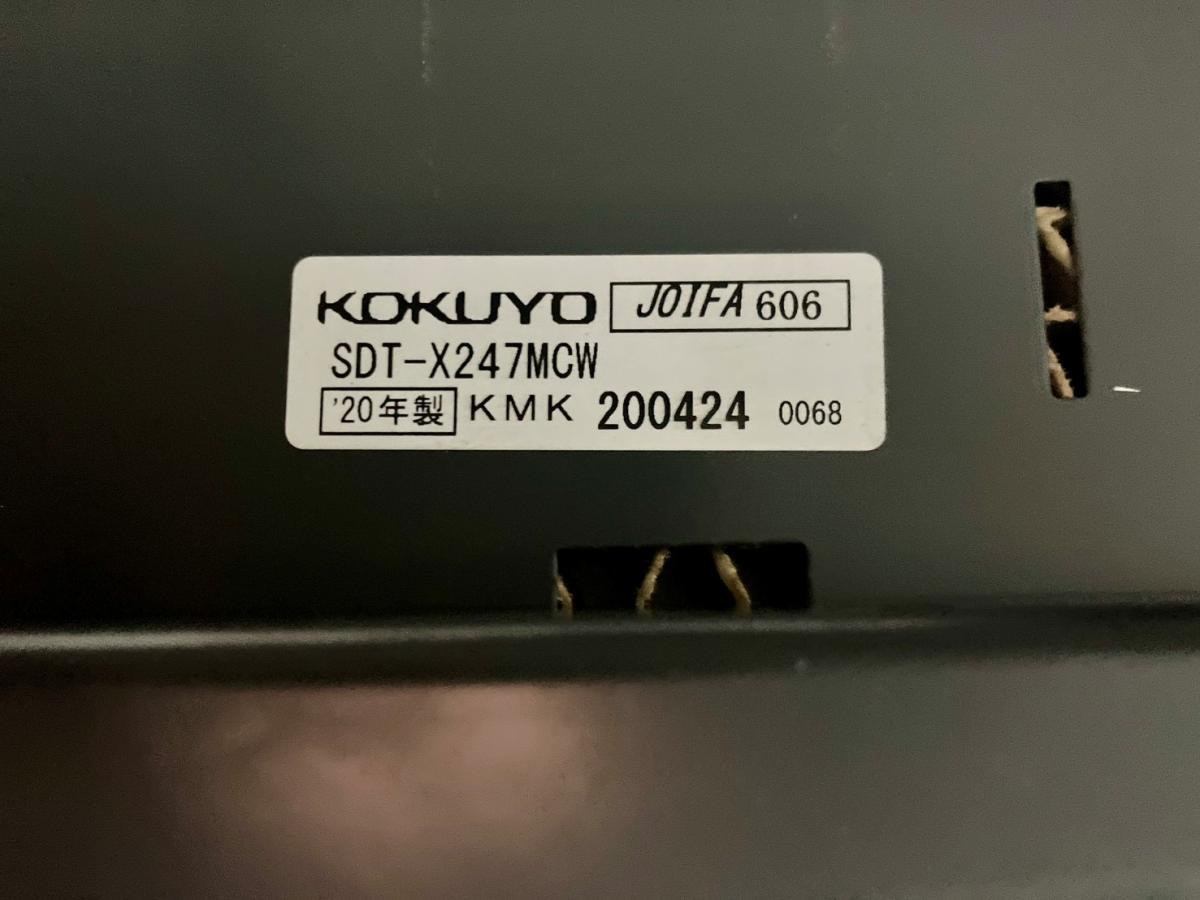 KOKUYO JOIFA 606
SDT-X247MCW
'20年製 KMK 200424 0068